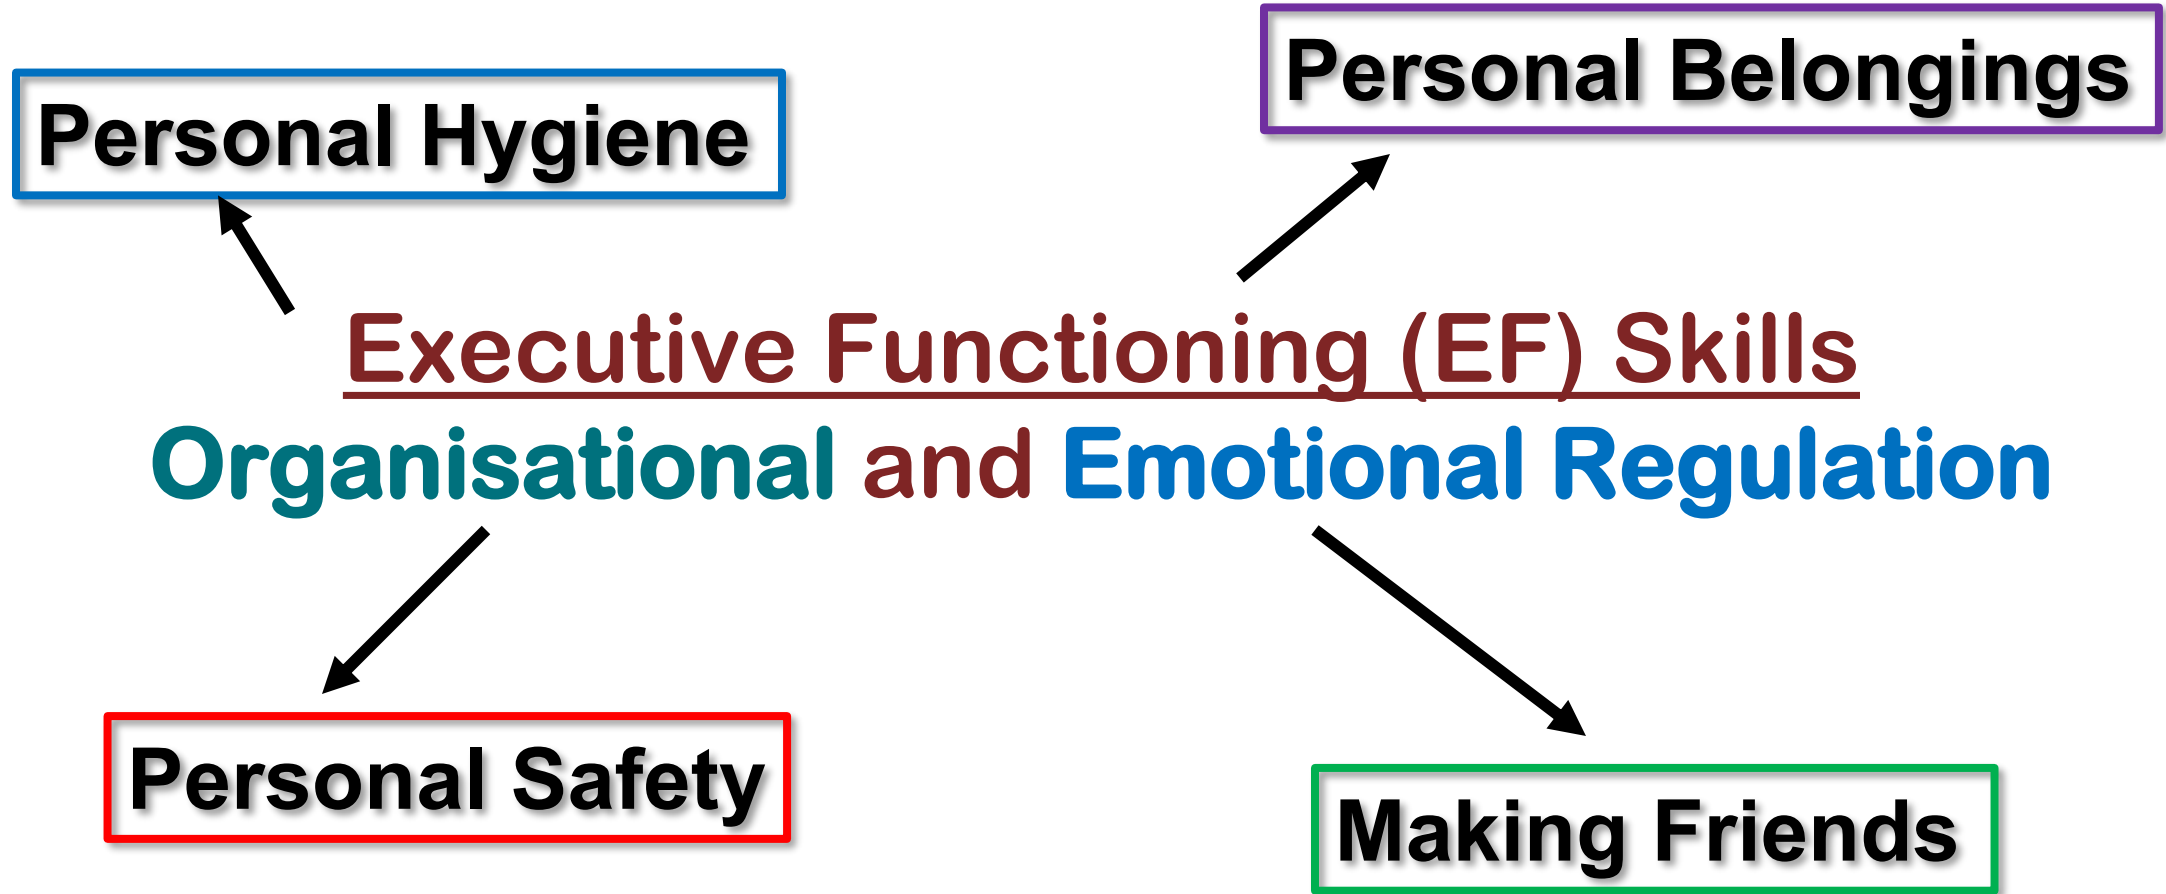 Personal Belongings
Personal Hygiene
Executive Functioning (EF) Skills
Organisational and Emotional Regulation
Personal Safety
Making Friends